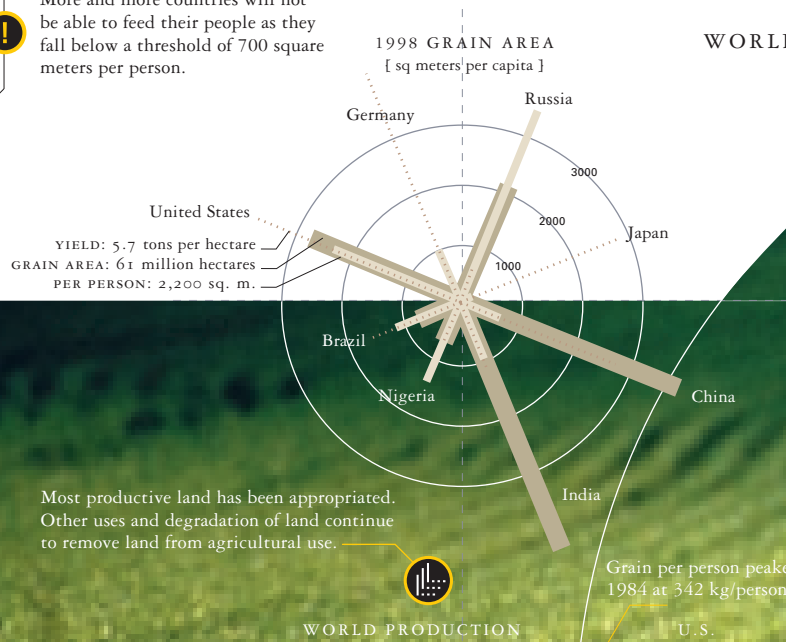 More and more countries will not
be able to feed their people as they
fall below a threshold of 700 square
meters per person.
!
1998 GRAIN AREA
[ sq meters per capita ]
WORL
Russia
Germany
3000
2000
1000
Japan
United States
YIELD: 5.7 tons per hectare
GRAIN AREA: 61 million hectares
PER PERSON: 2,200 sq. m.
Brazil
Nigeria
China
India
Most productive land has been appropriated.
Other uses and degradation of land continue
to remove land from agricultural use.
Grain per person peake
1984 at 342 kg/person
WORLD PRODUCTION
U.S.